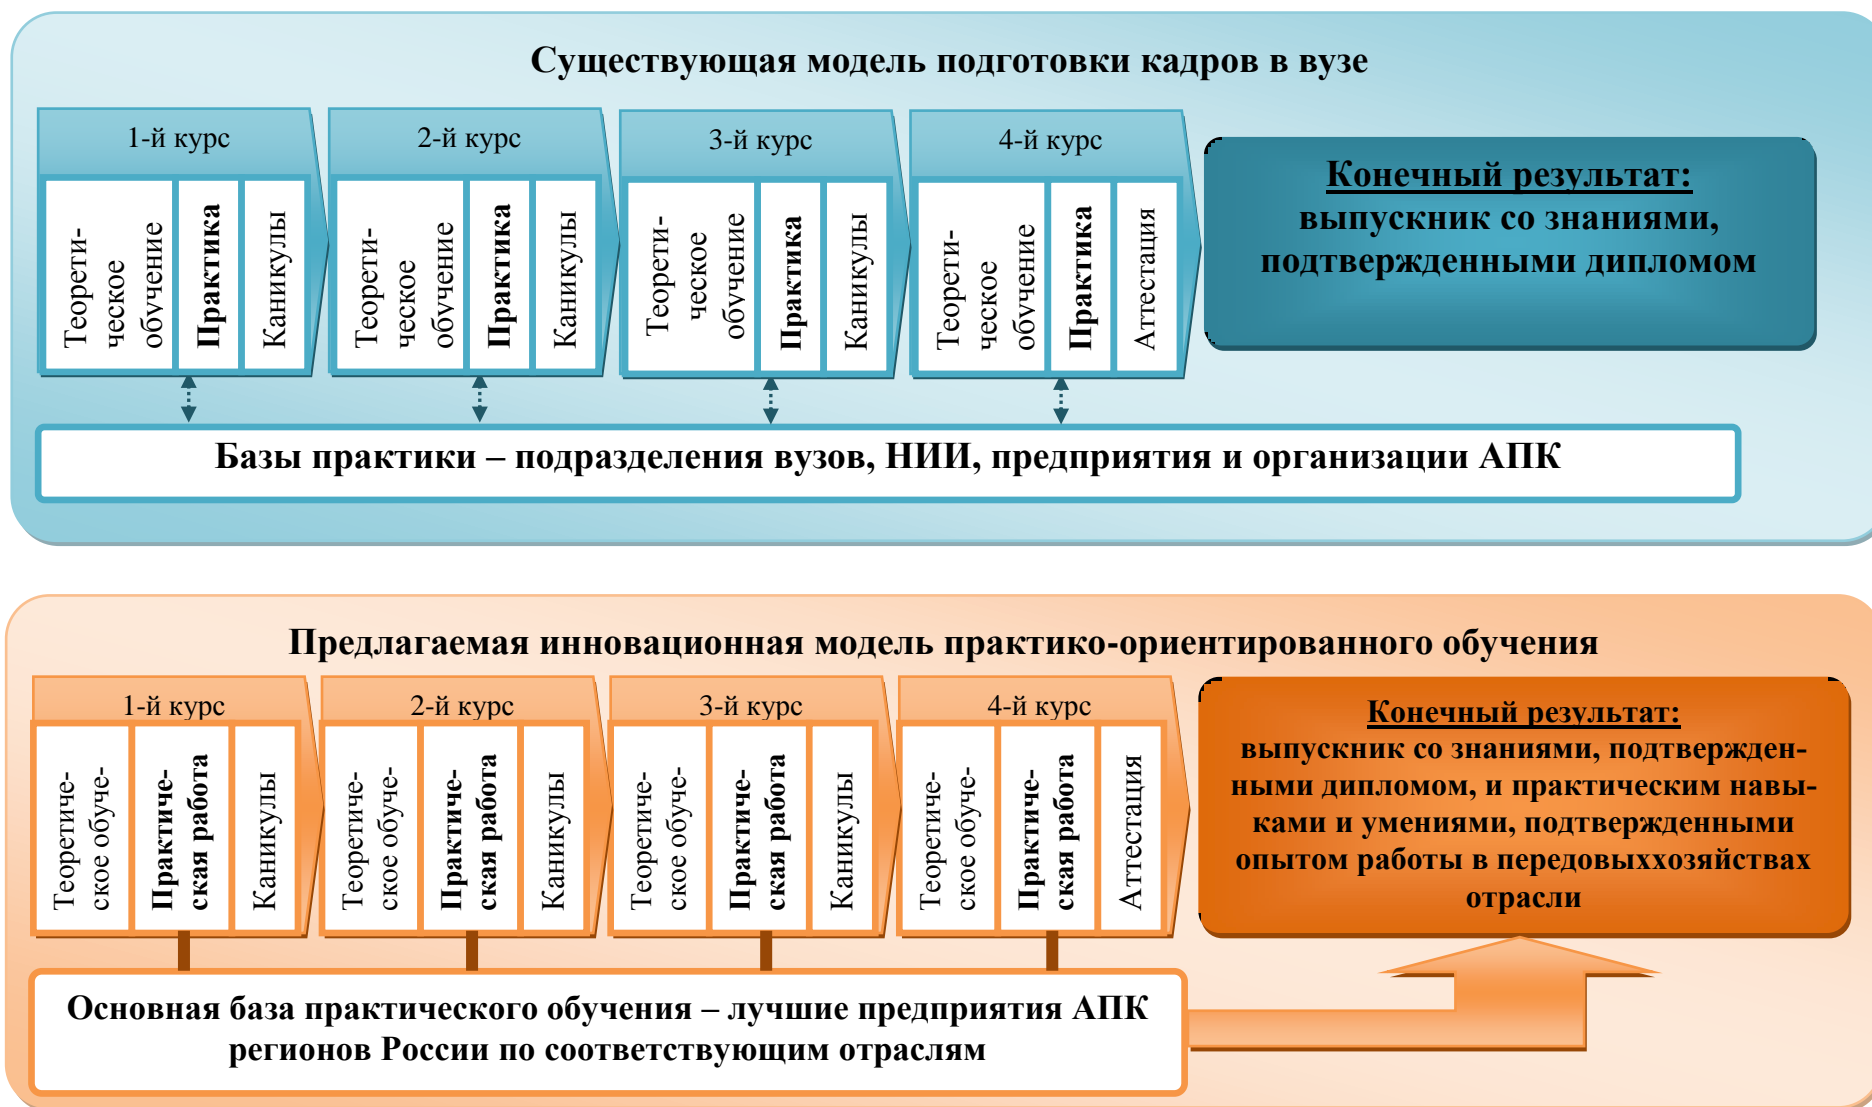 Существующая модель подготовки кадров в вузе
1-й курс
Теорети-
ческое
обучение
Практика
Каникулы
2-й курс
Теорети-
ческое
обучение
Практика
Каникулы
3-й курс
Теорети-
ческое
обучение
Практика
Каникулы
4-й курс
Теорети-
ческое
обучение
Практика
Аттестация
Конечный результат:
выпускник со знаниями,
подтвержденными дипломом
Базы практики – подразделения вузов, НИИ, предприятия и организации АПК
Предлагаемая инновационная модель практико-ориентированного обучения
1-й курс
Теоретиче-
ское обуче-
Практиче-
ская работа
Каникулы
2-й курс
Теоретиче-
ское обуче-
Практиче-
ская работа
Каникулы
3-й курс
Теоретиче-
ское обуче-
Практиче-
ская работа
Каникулы
4-й курс
Теоретиче-
ское обуче-
Практиче-
ская работа
Аттестация
Конечный результат:
выпускник со знаниями, подтвержден-
ными дипломом, и практическим навы-
ками и умениями, подтвержденными
опытом работы в передовыххозяйствах
отрасли
Основная база практического обучения – лучшие предприятия АПК
регионов России по соответствующим отраслям